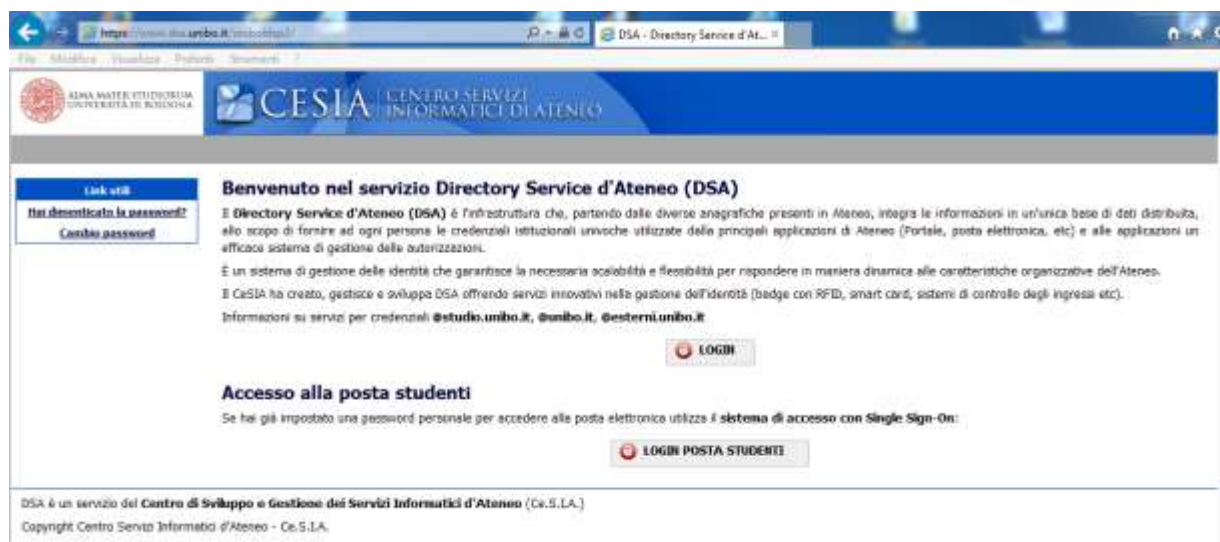 https://www.dsa.unibo.it
DSA - Directory Service d'At...
File Modifica Visualizza Preferiti Strumenti ?
ALMA MATER STUDIORUM
UNIVERSITÀ DI BOLOGNA
CESIA CENTRO SERVIZI
INFORMATICI DI ATENEO
Link utili
Hai dimenticato la password?
Cambio password
Benvenuto nel servizio Directory Service d'Ateneo (DSA)
Il Directory Service d'Ateneo (DSA) è l'infrastruttura che, partendo dalle diverse anagrafiche presenti in Ateneo, integra le informazioni in un'unica base di dati distribuita,
allo scopo di fornire ad ogni persona le credenziali istituzionali univoche utilizzate dalle principali applicazioni di Ateneo (Portale, posta elettronica, etc) e alle applicazioni un
efficace sistema di gestione delle autorizzazioni.
È un sistema di gestione delle identità che garantisce la necessaria scalabilità e flessibilità per rispondere in maniera dinamica alle caratteristiche organizzative dell'Ateneo.
Il CeSIA ha creato, gestisce e sviluppa DSA offrendo servizi innovativi nella gestione dell'identità (badge con RFID, smart card, sistemi di controllo degli ingressi etc).
Informazioni su servizi per credenziali @studio.unibo.it, @unibo.it, @esterni.unibo.it
LOGIN
Accesso alla posta studenti
Se hai già impostato una password personale per accedere alla posta elettronica utilizza il sistema di accesso con Single Sign-On:
LOGIN POSTA STUDENTI
DSA è un servizio del Centro di Sviluppo e Gestione dei Servizi Informatici d'Ateneo (Ce.S.I.A.)
Copyright Centro Servizi Informatici d'Ateneo - Ce.S.I.A.